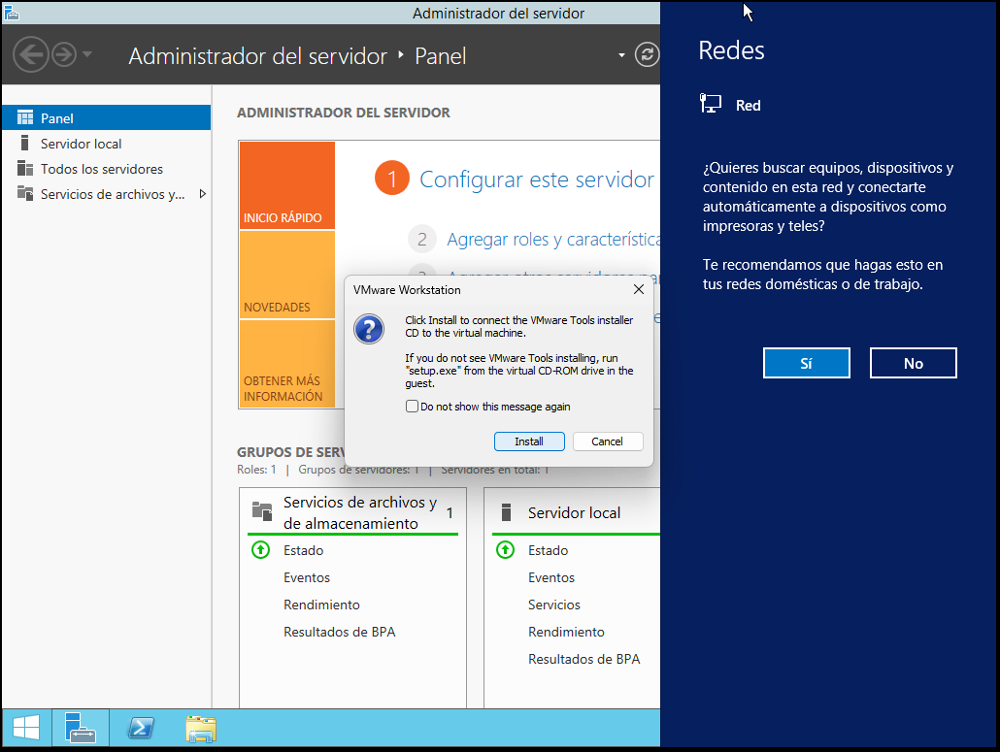 Administrador del servidor
Administrador del servidor ‣ Panel
Panel
Servidor local
Todos los servidores
Servicios de archivos y...
ADMINISTRADOR DEL SERVIDOR
INICIO RÁPIDO
NOVEDADES
OBTENER MÁS
INFORMACIÓN
1 Configurar este servidor
2 Agregar roles y característica
VMware Workstation
Click Install to connect the VMware Tools installer
CD to the virtual machine.
If you do not see VMware Tools installing, run
"setup.exe" from the virtual CD-ROM drive in the
guest.
Do not show this message again
Install
Cancel
GRUPOS DE SERV
Roles: 1 | Grupos de servidores: 1 | Servidores en total: 1
Servicios de archivos y
de almacenamiento
1
Estado
Eventos
Rendimiento
Resultados de BPA
Servidor local
Estado
Eventos
Servicios
Rendimiento
Resultados de BPA
Redes
Red
¿Quieres buscar equipos, dispositivos y
contenido en esta red y conectarte
automáticamente a dispositivos como
impresoras y teles?
Te recomendamos que hagas esto en
tus redes domésticas o de trabajo.
Sí
No